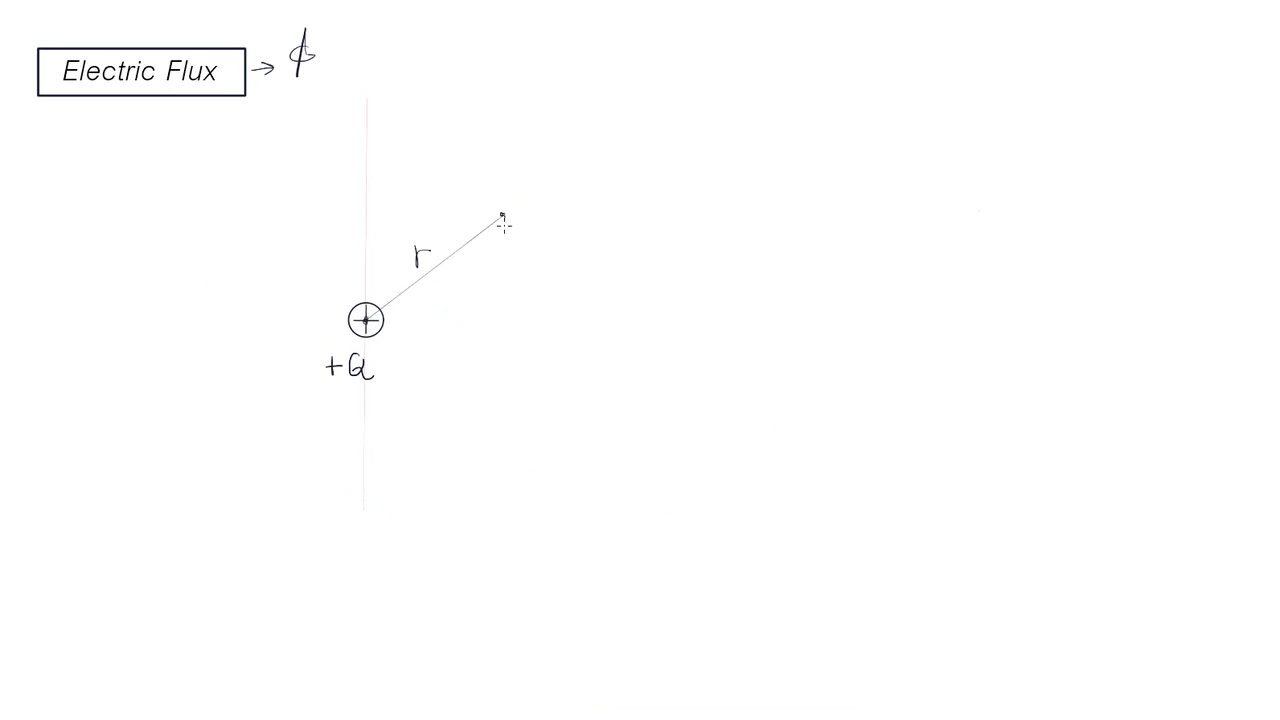 Electric Flux → ϕ
r
+Q